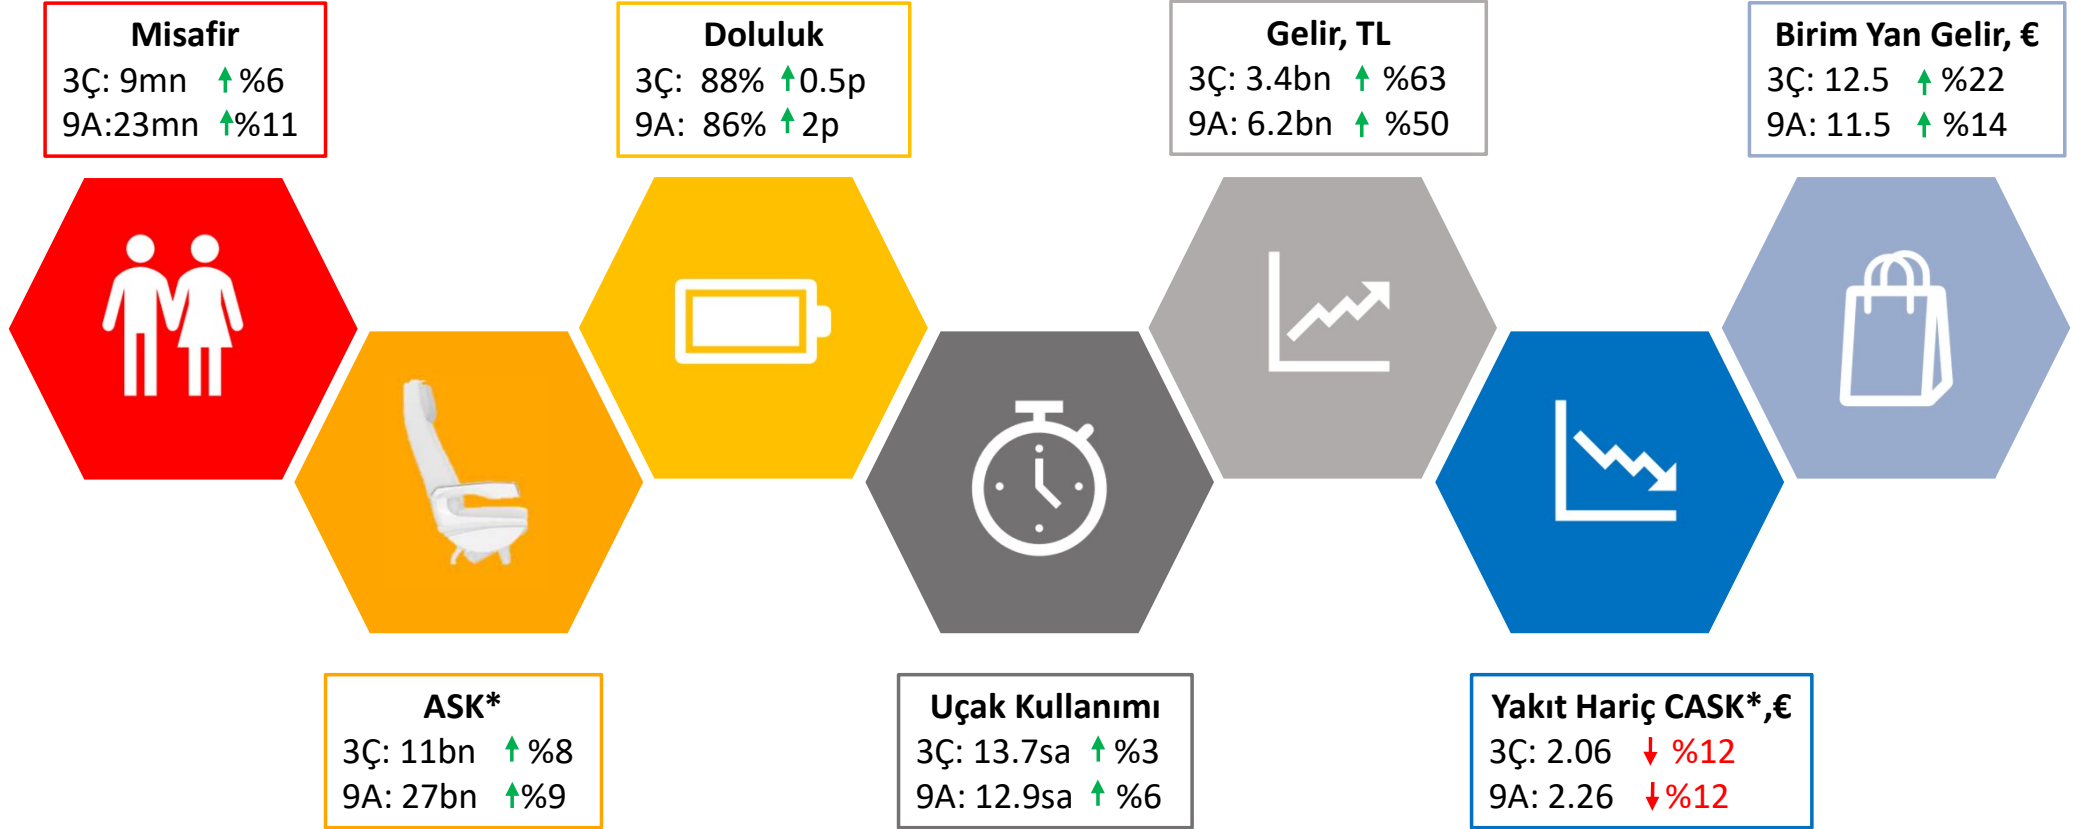 Misafir
3Ç: 9mn %6
9A:23mn %11
Doluluk
3Ç: 88% 0.5p
9A: 86% 2p
Gelir, TL
3Ç: 3.4bn %63
9A: 6.2bn %50
Birim Yan Gelir, €
3Ç: 12.5 %22
9A: 11.5 %14
ASK*
3Ç: 11bn %8
9A: 27bn %9
Uçak Kullanımı
3Ç: 13.7sa %3
9A: 12.9sa %6
Yakıt Hariç CASK*,€
3Ç: 2.06 %12
9A: 2.26 %12